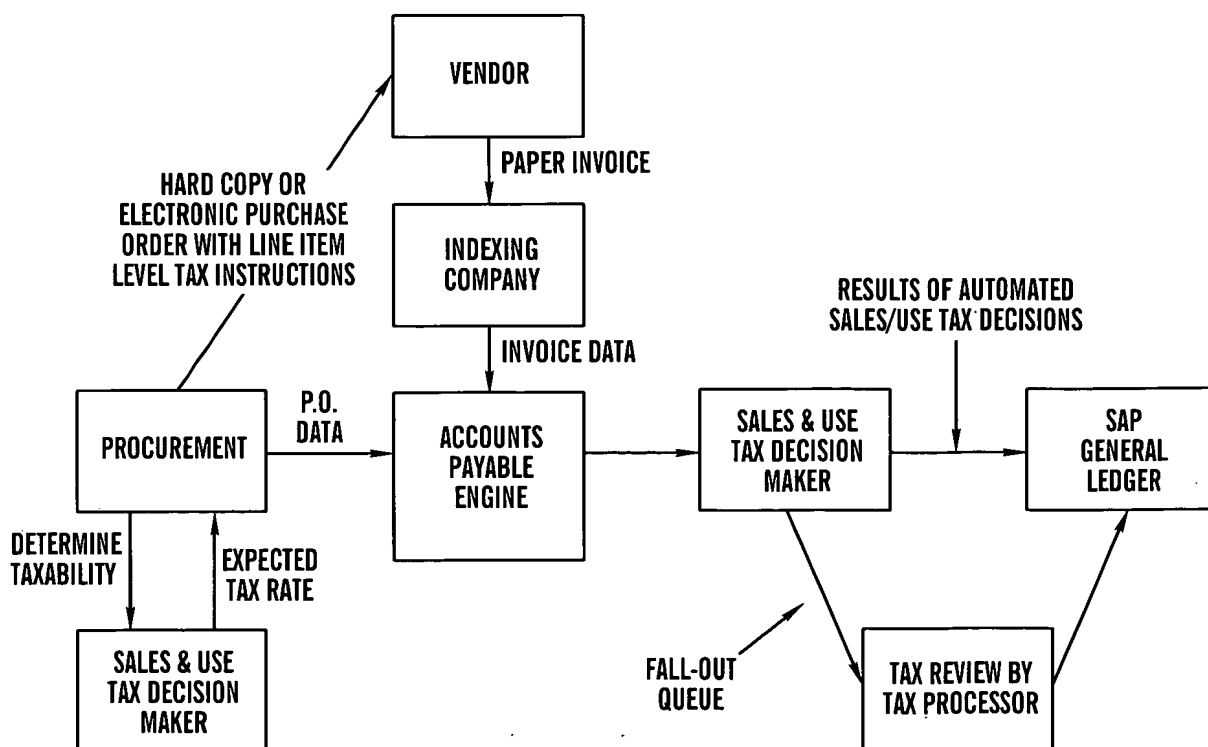 VENDOR
PAPER INVOICE
HARD COPY OR
ELECTRONIC PURCHASE
ORDER WITH LINE ITEM
LEVEL TAX INSTRUCTIONS
INDEXING
COMPANY
INVOICE DATA
RESULTS OF AUTOMATED
SALES/USE TAX DECISIONS
PROCUREMENT
P.O.
DATA
ACCOUNTS
PAYABLE
ENGINE
SALES & USE
TAX DECISION
MAKER
SAP
GENERAL
LEDGER
DETERMINE
TAXABILITY
EXPECTED
TAX RATE
SALES & USE
TAX DECISION
MAKER
FALL-OUT
QUEUE
TAX REVIEW BY
TAX PROCESSOR